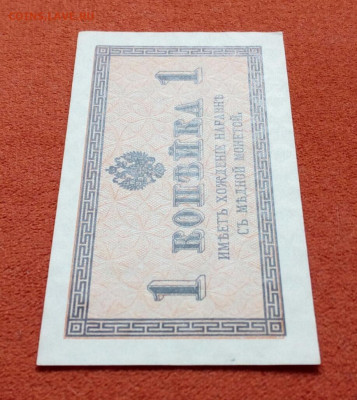 1 КОПѢЙКА 1
ИМѢЕТЪ ХОЖДЕНІЕ НАРАВНѢ
СЪ МѢДНОЙ МОНЕТОЙ.